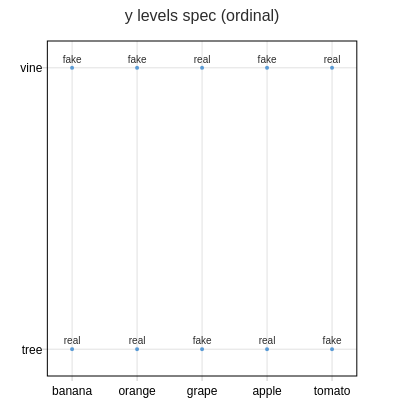 y levels spec (ordinal)
fake fake real fake real
vine
real real fake real fake
tree
banana orange grape apple tomato